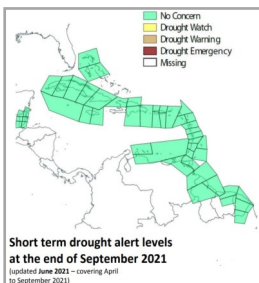 No Concern
Drought Watch
Drought Warning
Drought Emergency
Missing
Short term drought alert levels
at the end of September 2021
(updated June 2021 – covering April
to September 2021)